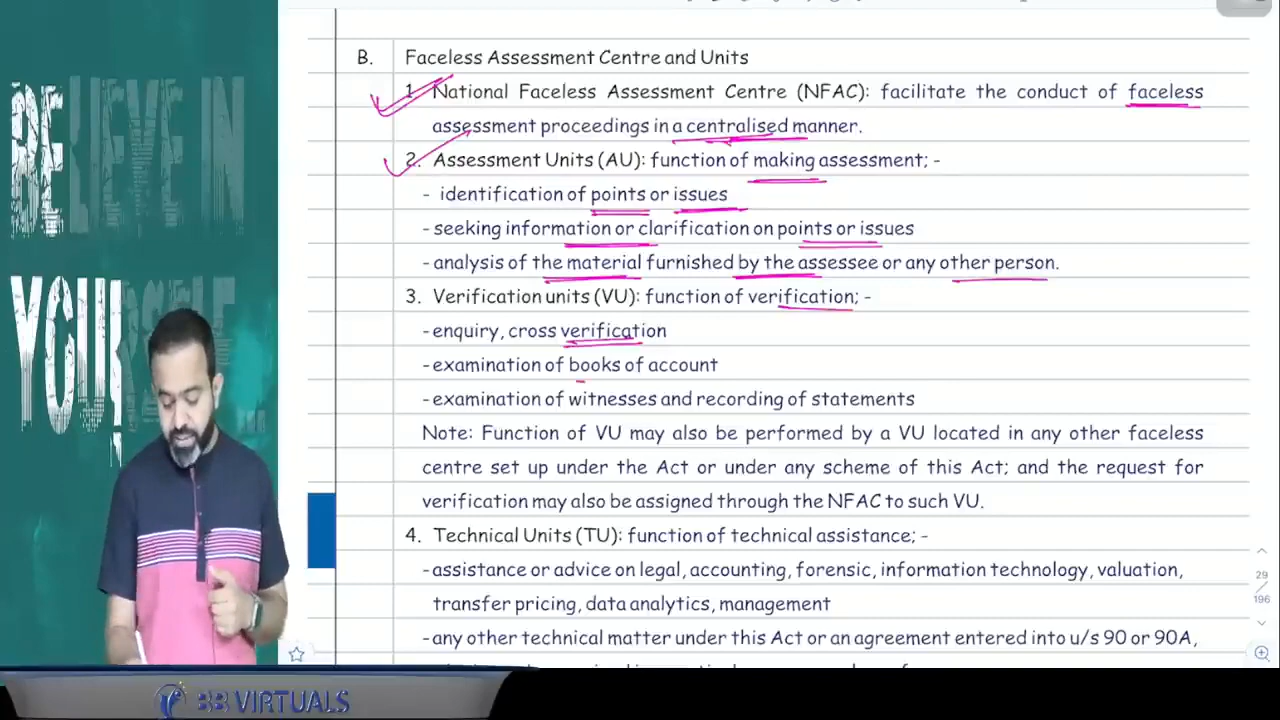 BELIEVE IN
YOURSELF
B. Faceless Assessment Centre and Units
1. National Faceless Assessment Centre (NFAC): facilitate the conduct of faceless
assessment proceedings in a centralised manner.
2. Assessment Units (AU): function of making assessment; -
- identification of points or issues
- seeking information or clarification on points or issues
- analysis of the material furnished by the assessee or any other person.
3. Verification units (VU): function of verification; -
- enquiry, cross verification
- examination of books of account
- examination of witnesses and recording of statements
Note: Function of VU may also be performed by a VU located in any other faceless
centre set up under the Act or under any scheme of this Act; and the request for
verification may also be assigned through the NFAC to such VU.
4. Technical Units (TU): function of technical assistance; -
- assistance or advice on legal, accounting, forensic, information technology, valuation,
transfer pricing, data analytics, management
- any other technical matter under this Act or an agreement entered into u/s 90 or 90A,
29
/
196
BB VIRTUALS